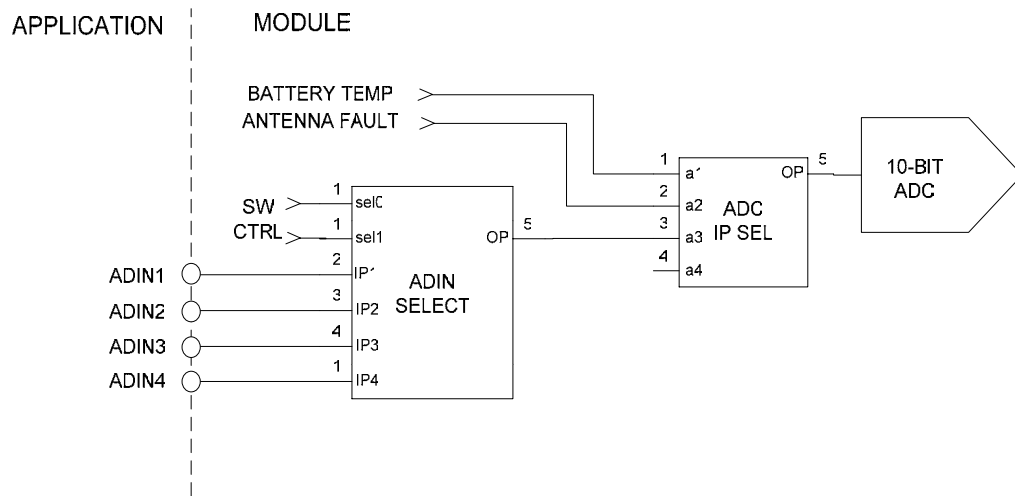 APPLICATION
MODULE
BATTERY TEMP
ANTENNA FAULT
1
a1
2
a2
3
a3
4
a4
ADC
IP SEL
OP
5
10-BIT
ADC
SW
CTRL
1
sel0
1
sel1
2
IP1
3
IP2
4
IP3
1
IP4
ADIN
SELECT
OP
5
ADIN1
ADIN2
ADIN3
ADIN4